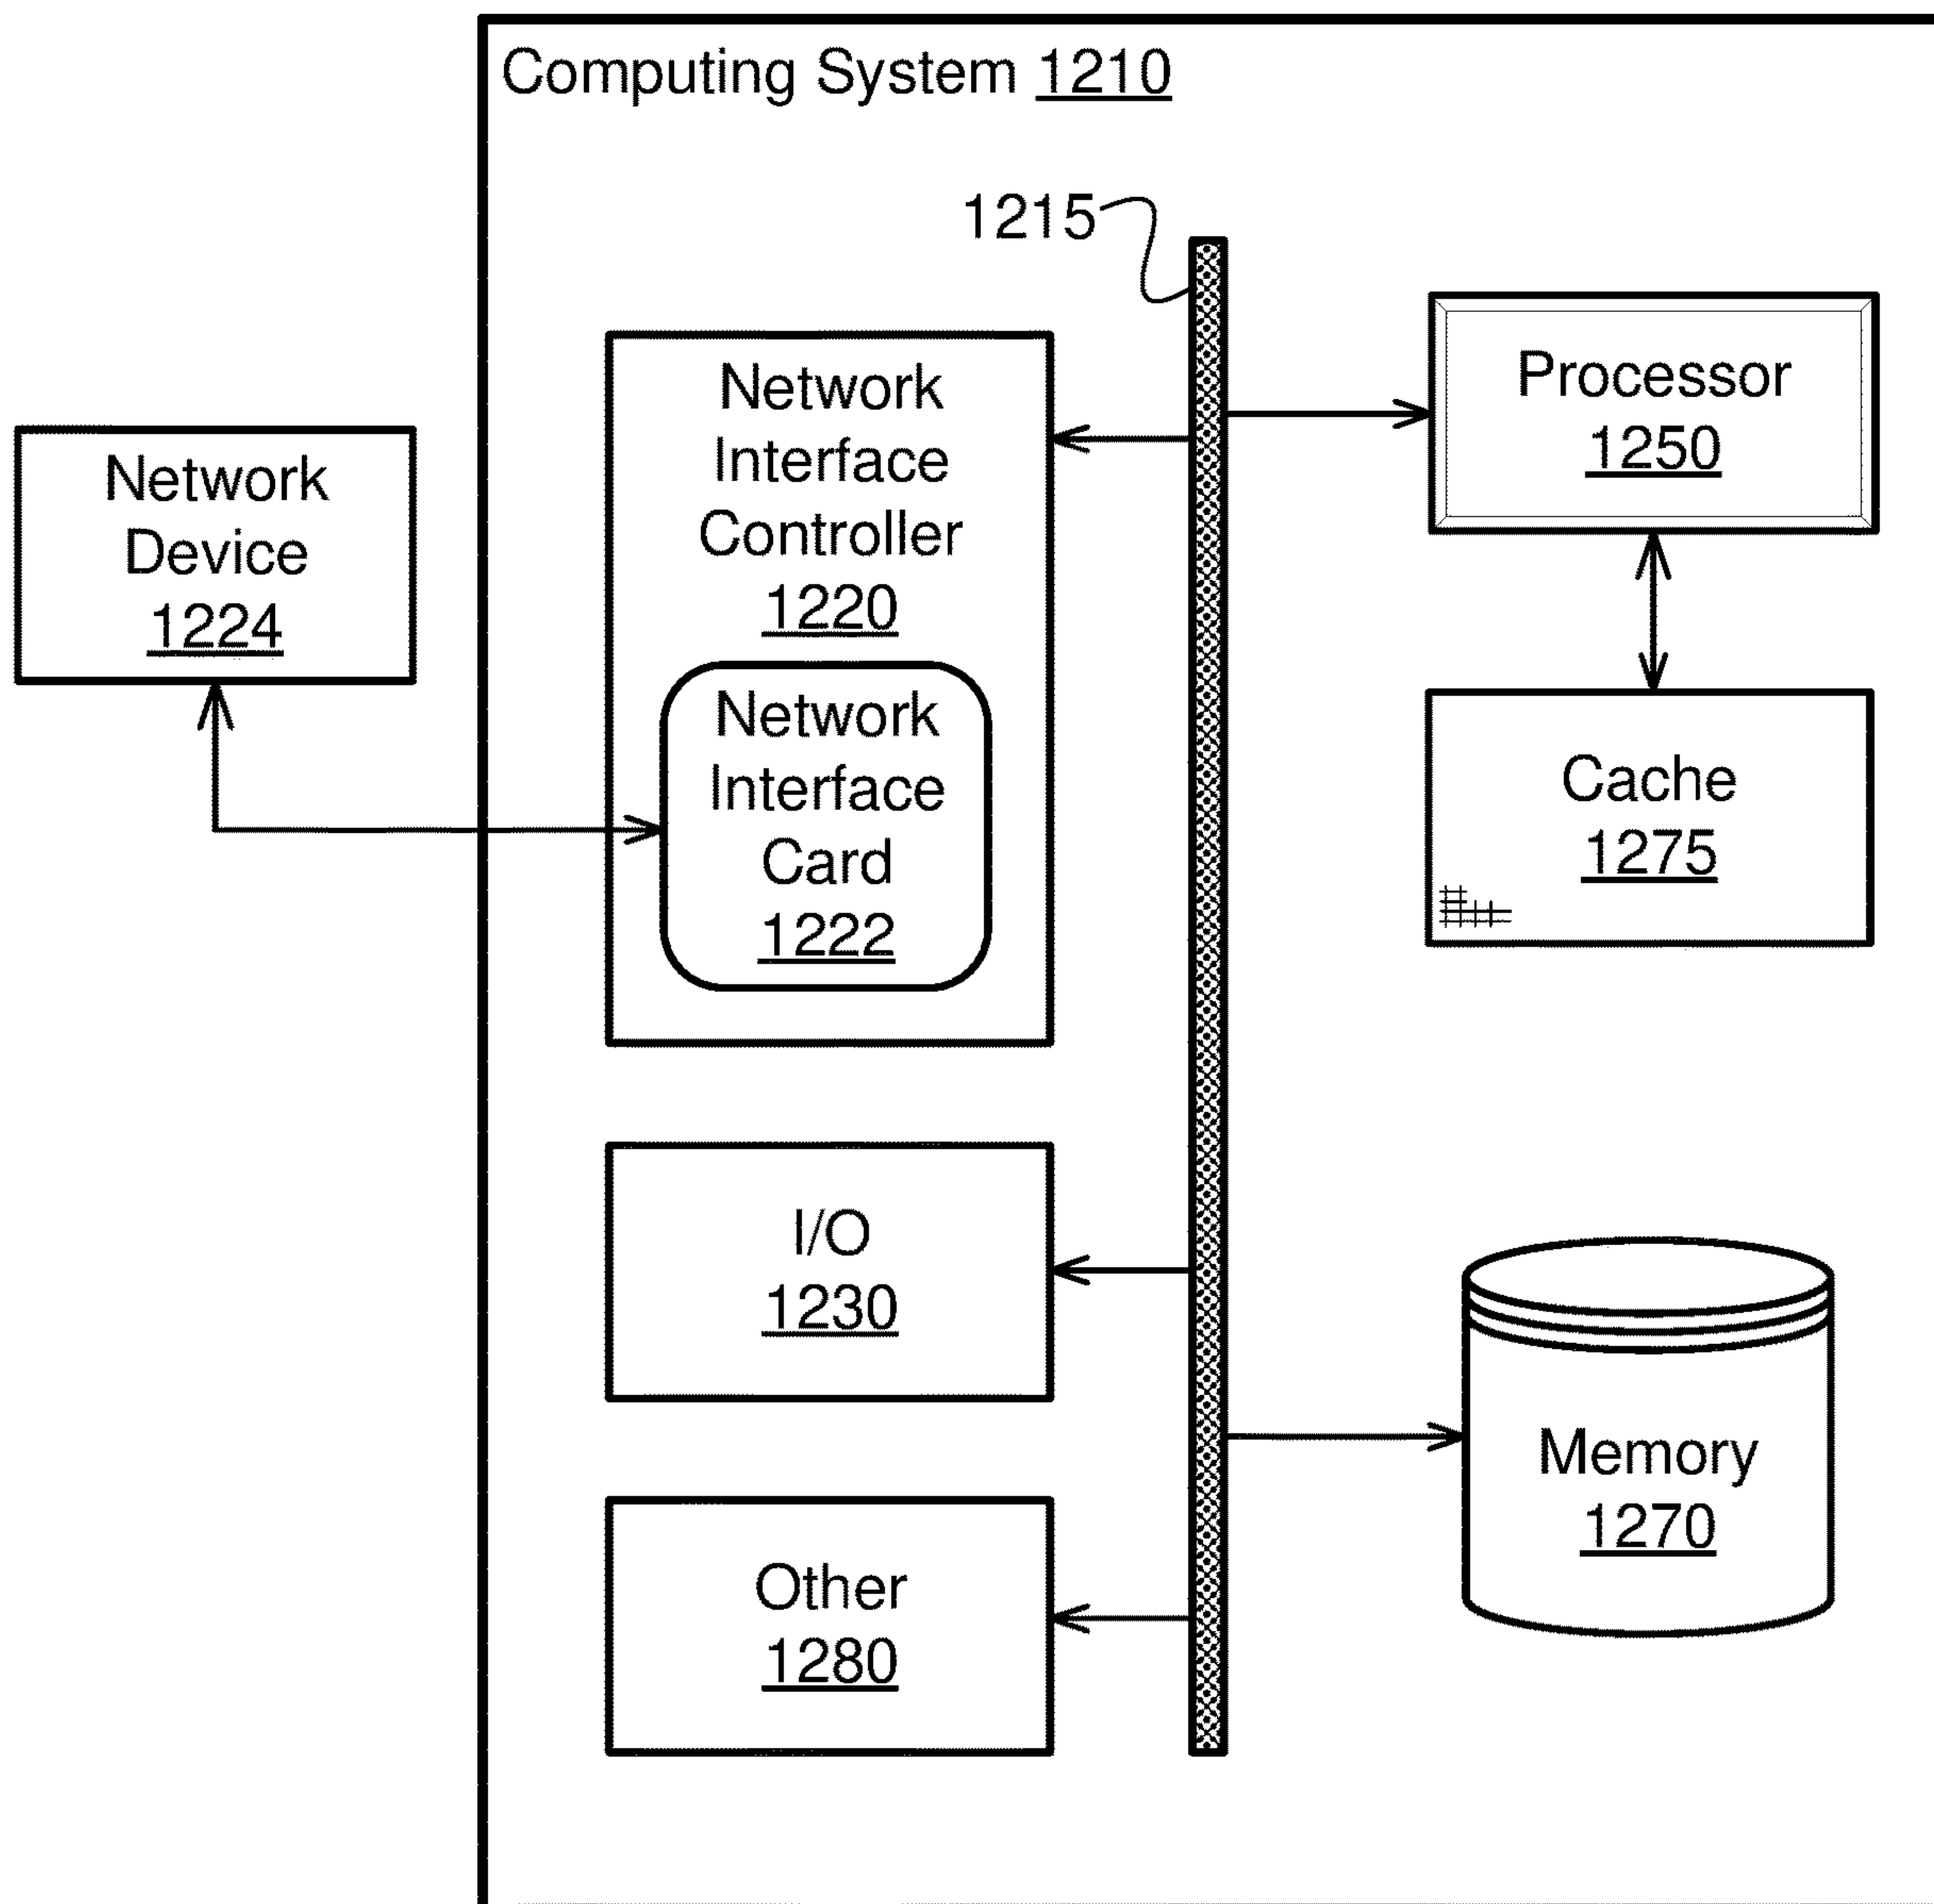 Computing System 1210
1215
Network
Interface
Controller
1220
Network
Interface
Card
1222
Network
Device
1224
Processor
1250
Cache
1275
I/O
1230
Memory
1270
Other
1280